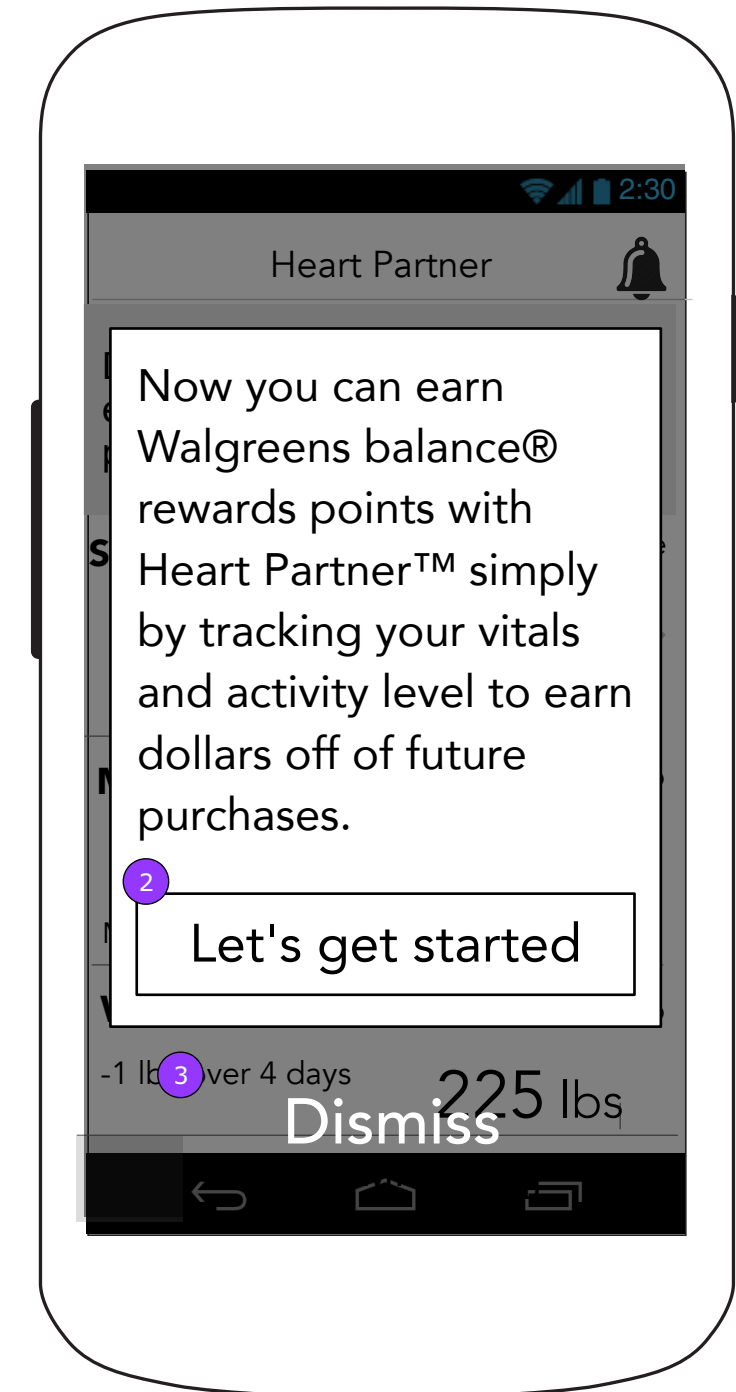 2:30
Heart Partner
Now you can earn
Walgreens balance®
rewards points with
Heart Partner™ simply
by tracking your vitals
and activity level to earn
dollars off of future
purchases.
2
Let's get started
-1 lb 3 ver 4 days
225 lbs
Dismiss